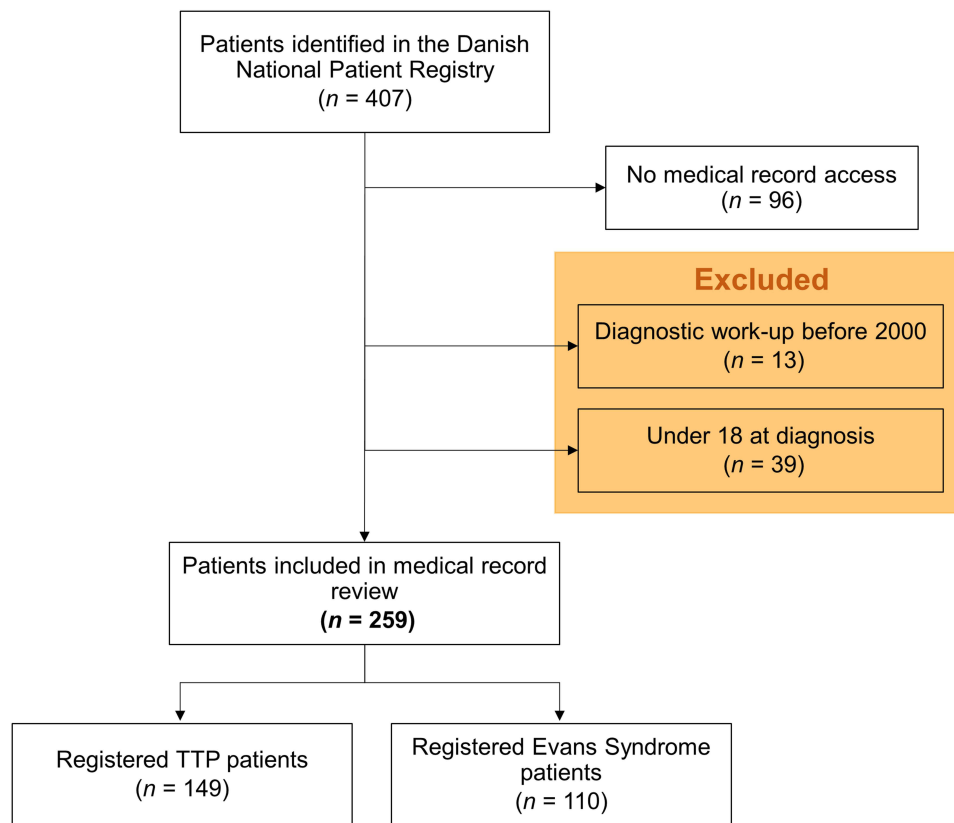 Patients identified in the Danish
National Patient Registry
(n = 407)
No medical record access
(n = 96)
Excluded
Diagnostic work-up before 2000
(n = 13)
Under 18 at diagnosis
(n = 39)
Patients included in medical record
review
(n = 259)
Registered TTP patients
(n = 149)
Registered Evans Syndrome
patients
(n = 110)